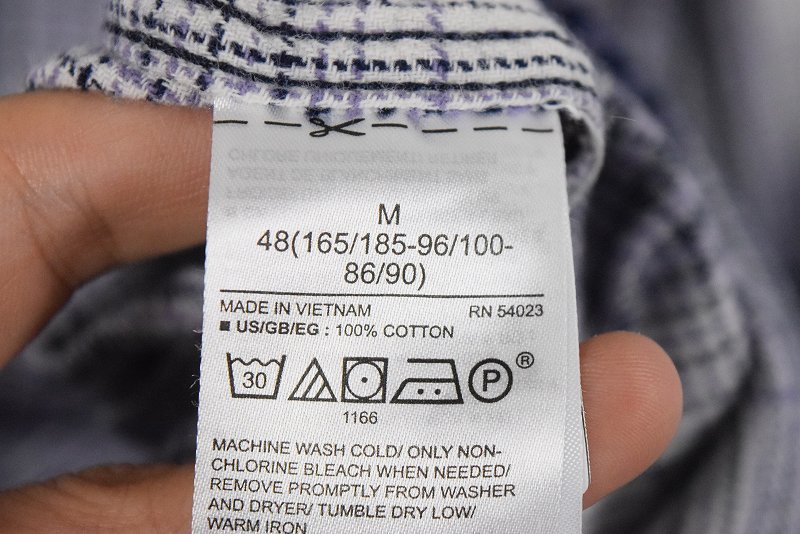 M
48(165/185-96/100-
86/90)
MADE IN VIETNAM RN 54023
■ US/GB/EG : 100% COTTON
30 P ®
1166
MACHINE WASH COLD/ ONLY NON-
CHLORINE BLEACH WHEN NEEDED/
REMOVE PROMPTLY FROM WASHER
AND DRYER/ TUMBLE DRY LOW/
WARM IRON